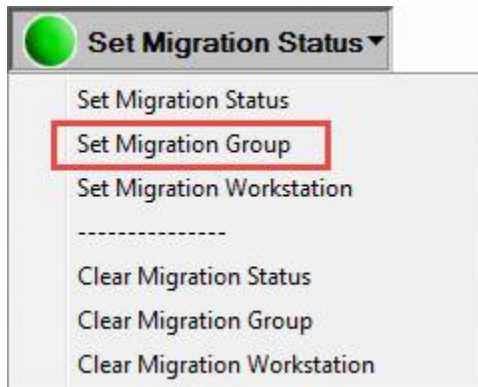 Set Migration Status
Set Migration Status
Set Migration Group
Set Migration Workstation
---------------
Clear Migration Status
Clear Migration Group
Clear Migration Workstation